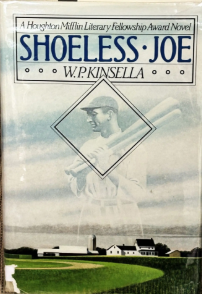 A Houghton Mifflin Literary Fellowship Award Novel
SHOELESS · JOE
W.P. KINSELLA